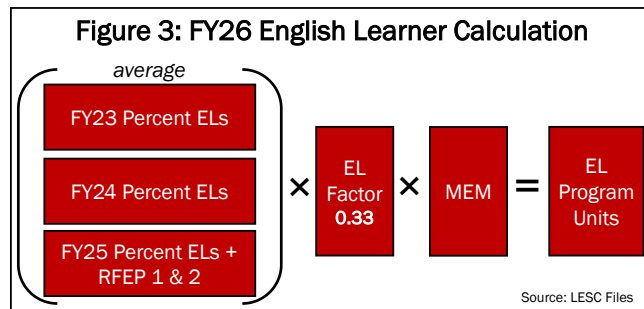 Figure 3: FY26 English Learner Calculation
average
FY23 Percent ELs
FY24 Percent ELs
FY25 Percent ELs +
RFEP 1 & 2
×
EL
Factor
0.33
×
MEM
=
EL
Program
Units
Source: LESC Files